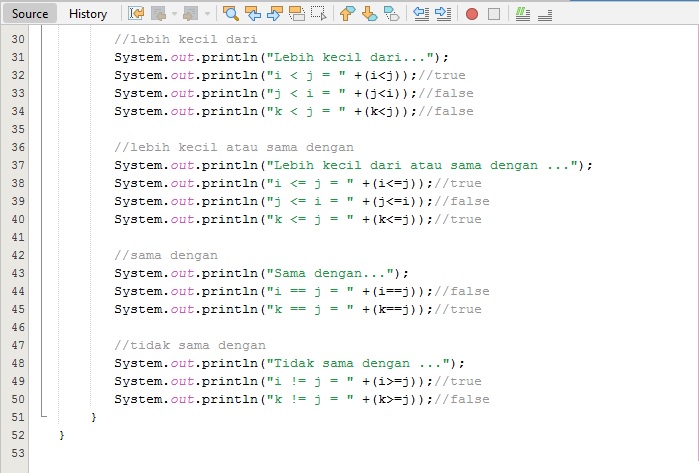 Source History
30 //lebih kecil dari
31 System.out.println("Lebih kecil dari...");
32 System.out.println("i < j = " +(i<j));//true
33 System.out.println("j < i = " +(j<i));//false
34 System.out.println("k < j = " +(k<j));//false
35
36 //lebih kecil atau sama dengan
37 System.out.println("Lebih kecil dari atau sama dengan ...");
38 System.out.println("i <= j = " +(i<=j));//true
39 System.out.println("j <= i = " +(j<=i));//false
40 System.out.println("k <= j = " +(k<=j));//true
41
42 //sama dengan
43 System.out.println("Sama dengan...");
44 System.out.println("i == j = " +(i==j));//false
45 System.out.println("k == j = " +(k==j));//true
46
47 //tidak sama dengan
48 System.out.println("Tidak sama dengan ...");
49 System.out.println("i != j = " +(i>=j));//true
50 System.out.println("k != j = " +(k>=j));//false
51 }
52 }
53